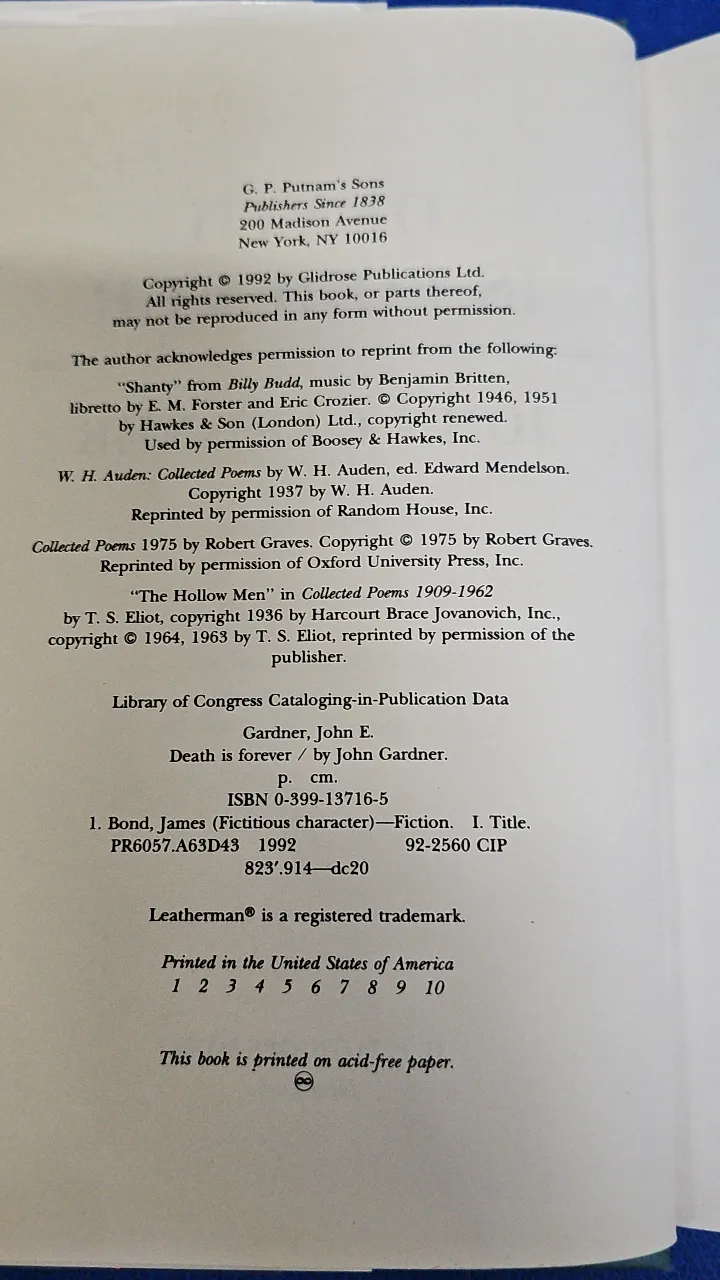 G. P. Putnam's Sons
Publishers Since 1838
200 Madison Avenue
New York, NY 10016
Copyright © 1992 by Glidrose Publications Ltd.
All rights reserved. This book, or parts thereof,
may not be reproduced in any form without permission.
The author acknowledges permission to reprint from the following:
"Shanty" from Billy Budd, music by Benjamin Britten,
libretto by E. M. Forster and Eric Crozier. © Copyright 1946, 1951
by Hawkes & Son (London) Ltd., copyright renewed.
Used by permission of Boosey & Hawkes, Inc.
W. H. Auden: Collected Poems by W. H. Auden, ed. Edward Mendelson.
Copyright 1937 by W. H. Auden.
Reprinted by permission of Random House, Inc.
Collected Poems 1975 by Robert Graves. Copyright © 1975 by Robert Graves.
Reprinted by permission of Oxford University Press, Inc.
"The Hollow Men" in Collected Poems 1909-1962
by T. S. Eliot, copyright 1936 by Harcourt Brace Jovanovich, Inc.,
copyright © 1964, 1963 by T. S. Eliot, reprinted by permission of the
publisher.
Library of Congress Cataloging-in-Publication Data
Gardner, John E.
Death is forever / by John Gardner.
p. cm.
ISBN 0-399-13716-5
1. Bond, James (Fictitious character)—Fiction. I. Title.
PR6057.A63D43 1992 92-2560 CIP
823'.914—dc20
Leatherman® is a registered trademark.
Printed in the United States of America
1 2 3 4 5 6 7 8 9 10
This book is printed on acid-free paper.